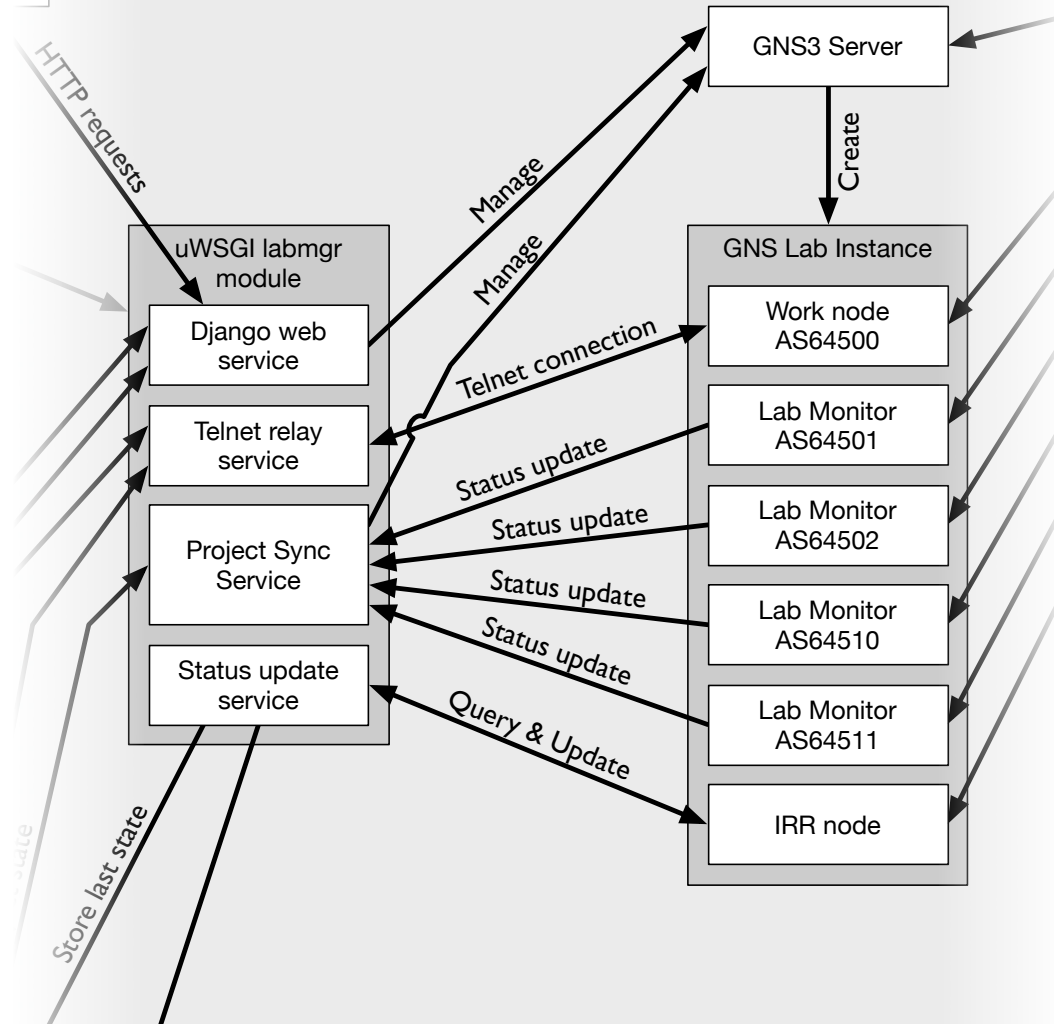 GNS3 Server
HTTP requests
Create
Manage
Manage
uWSGI labmgr
module
GNS Lab Instance
Django web
service
Work node
AS64500
Telnet connection
Telnet relay
service
Lab Monitor
AS64501
Status update
Project Sync
Service
Status update
Lab Monitor
AS64502
Status update
Lab Monitor
AS64510
Status update
Status update
service
Lab Monitor
AS64511
Query & Update
IRR node
Store last state
state